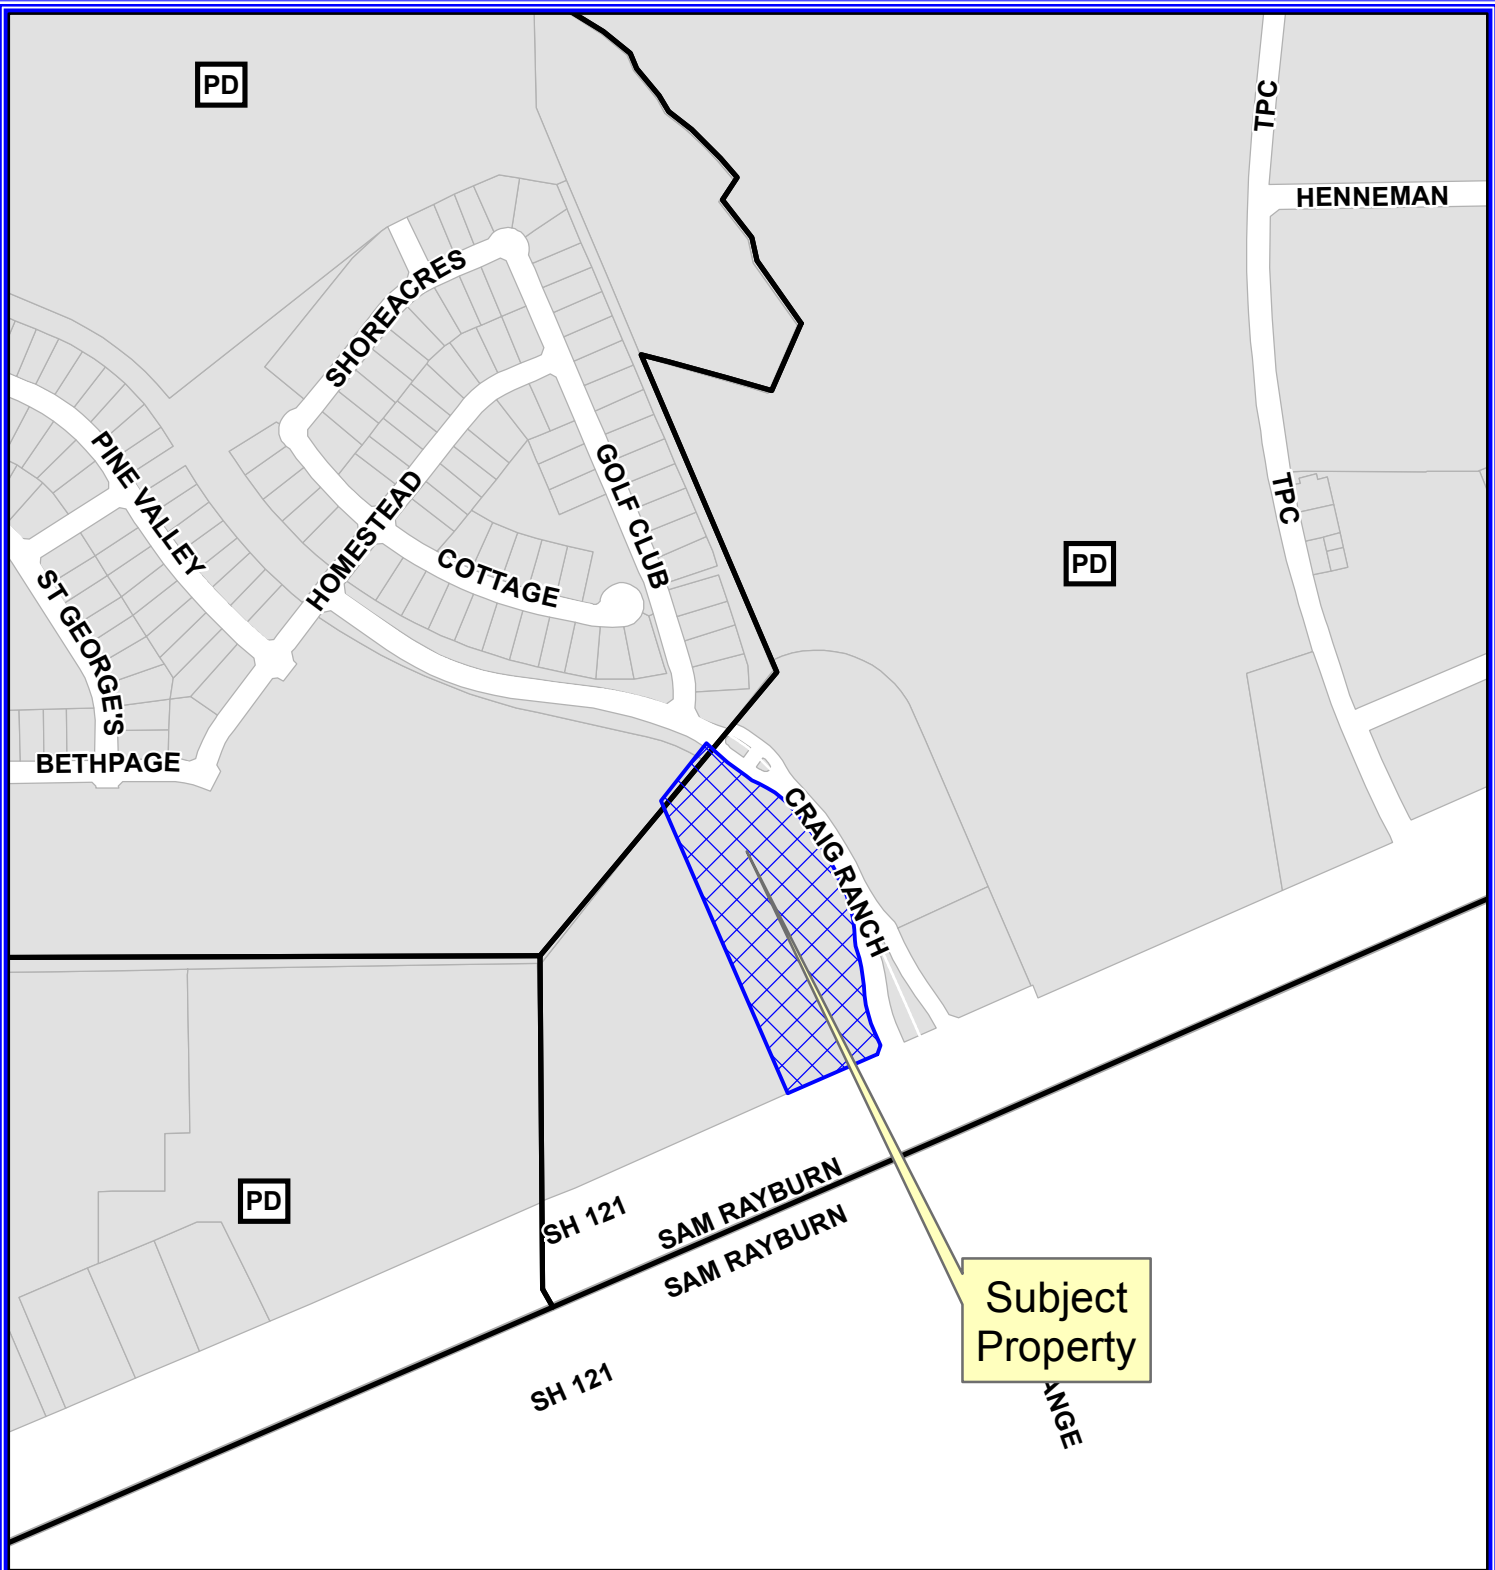 PD
TPC
HENNEMAN
SHOREACRES
PINE VALLEY
GOLF CLUB
HOMESTEAD
TPC
COTTAGE
PD
ST GEORGE'S
BETHPAGE
CRAIG RANCH
PD
SH 121
SAM RAYBURN
SAM RAYBURN
Subject
Property
SH 121
ANGE